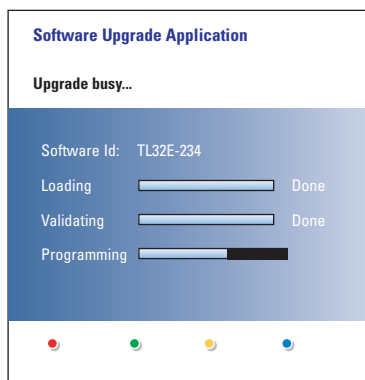 Software Upgrade Application
Upgrade busy...
Software Id: TL32E-234
Loading Done
Validating Done
Programming